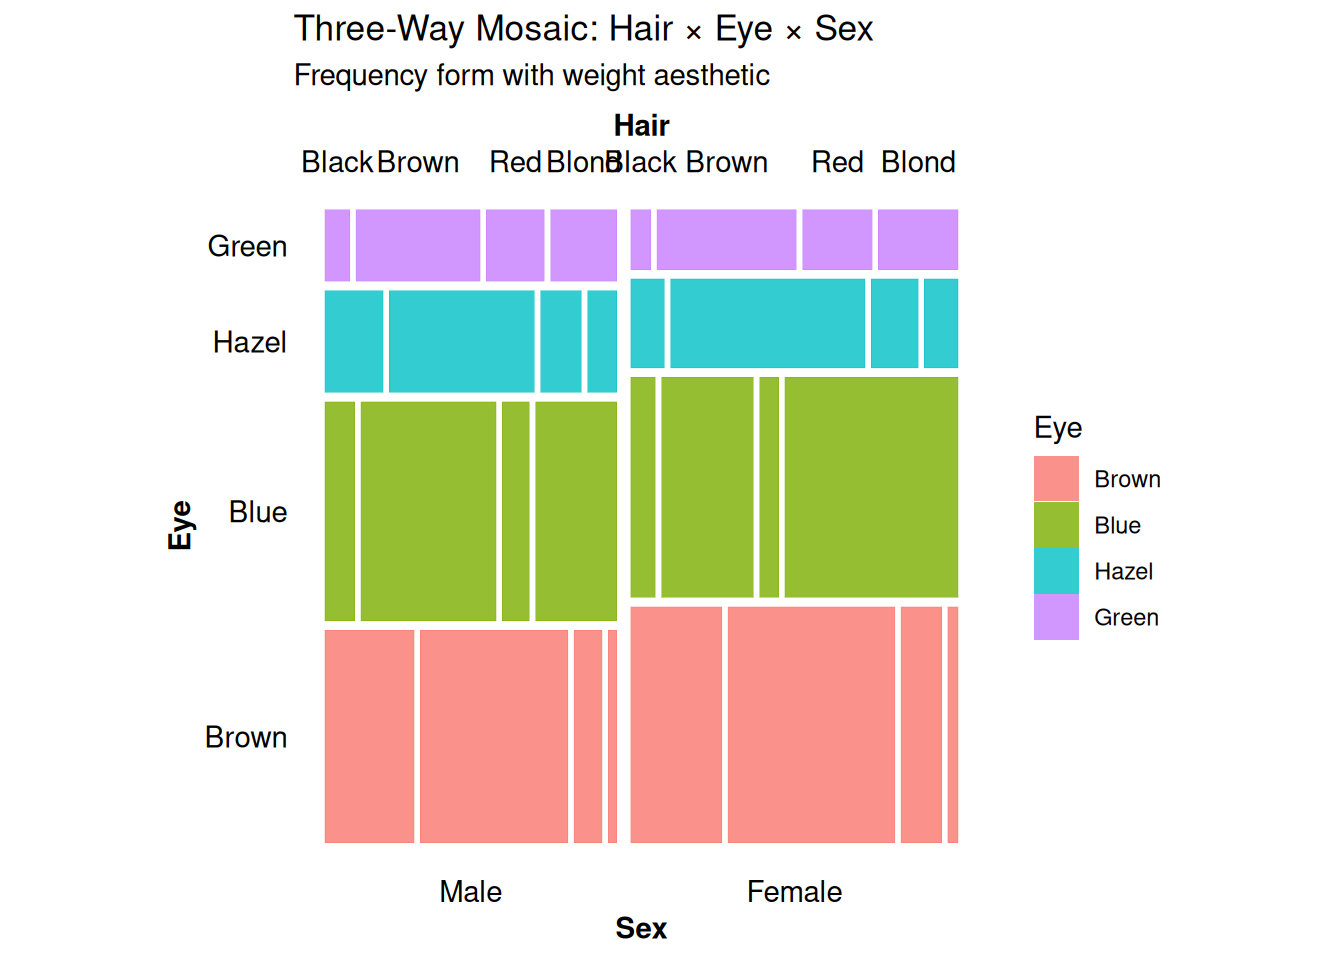 Three-Way Mosaic: Hair × Eye × Sex
Frequency form with weight aesthetic
Hair
Black Brown Red Blond Black Brown Red Blond
Green
Hazel
Blue
Brown
Eye
Male Female
Sex
Eye
Brown
Blue
Hazel
Green